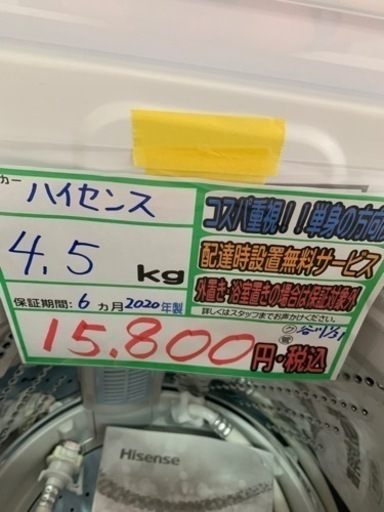 カー ハイセンス
4.5 kg
保証期間: 6 カ月 2020年製
15.800円・税込
コスパ重視！！単身の方向
配達時設置無料サービス
外置き・浴室置きの場合は保証対象外
詳しくはスタッフまでお声かけください。
Hisense